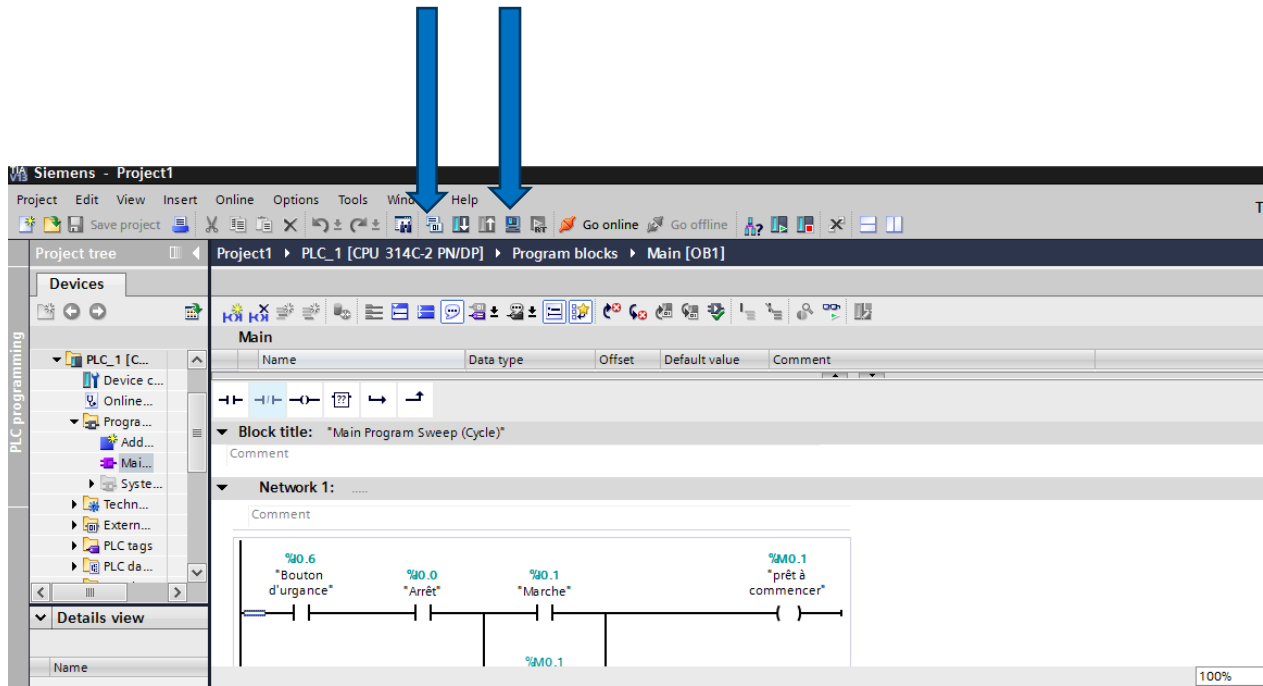 TIA V13 Siemens - Project1
Project Edit View Insert Online Options Tools Help
Save project Go online Go offline
T
Project tree Project1 PLC_1 [CPU 314C-2 PN/DP] Program blocks Main [OB1]
Devices
PLC programming
Main
Name Data type Offset Default value Comment
PLC_1 [C...
Device c...
Online...
Progra...
Add...
Mai...
Syste...
Techn...
Extern...
PLC tags
PLC da...
Details view
Name
Block title: "Main Program Sweep (Cycle)"
Comment
Network 1: .....
Comment
%I0.6 %M0.1
"Bouton %I0.0 %I0.1 "prêt à
d'urgance" "Arrêt" "Marche" commencer"
%M0.1
100%